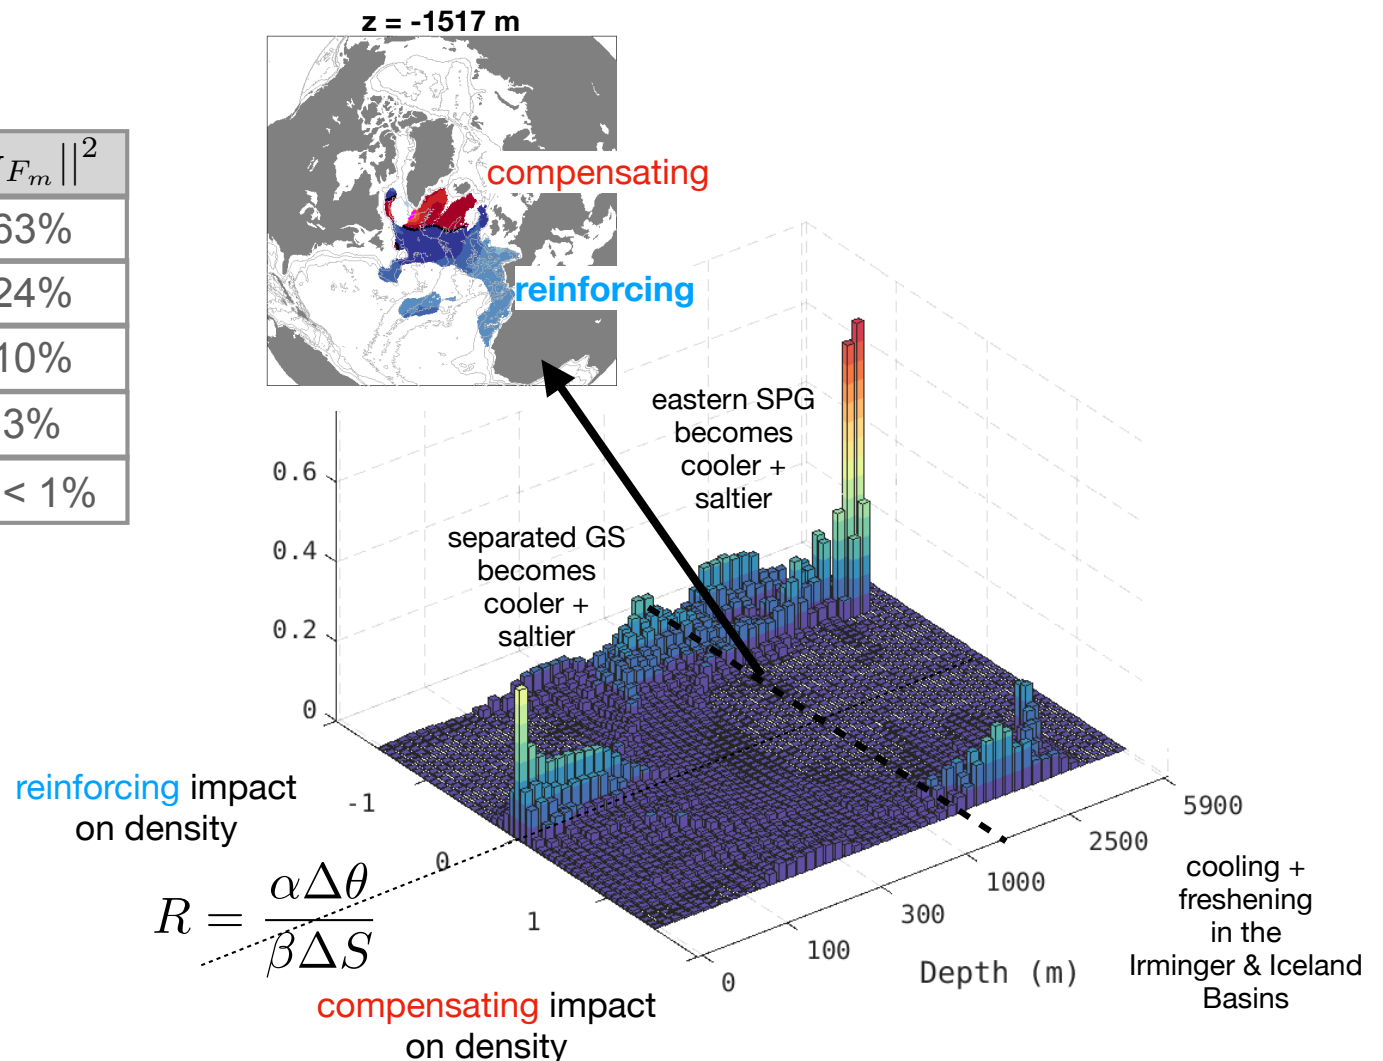 z = -1517 m
compensating
reinforcing
F_m||²
63%
24%
10%
3%
< 1%
eastern SPG
becomes
cooler +
saltier
separated GS
becomes
cooler +
saltier
0.6
0.4
0.2
0
reinforcing impact
on density
-1
0
1
R = αΔθ / βΔS
compensating impact
on density
0
100
300
1000
2500
5900
Depth (m)
cooling +
freshening
in the
Irminger & Iceland
Basins